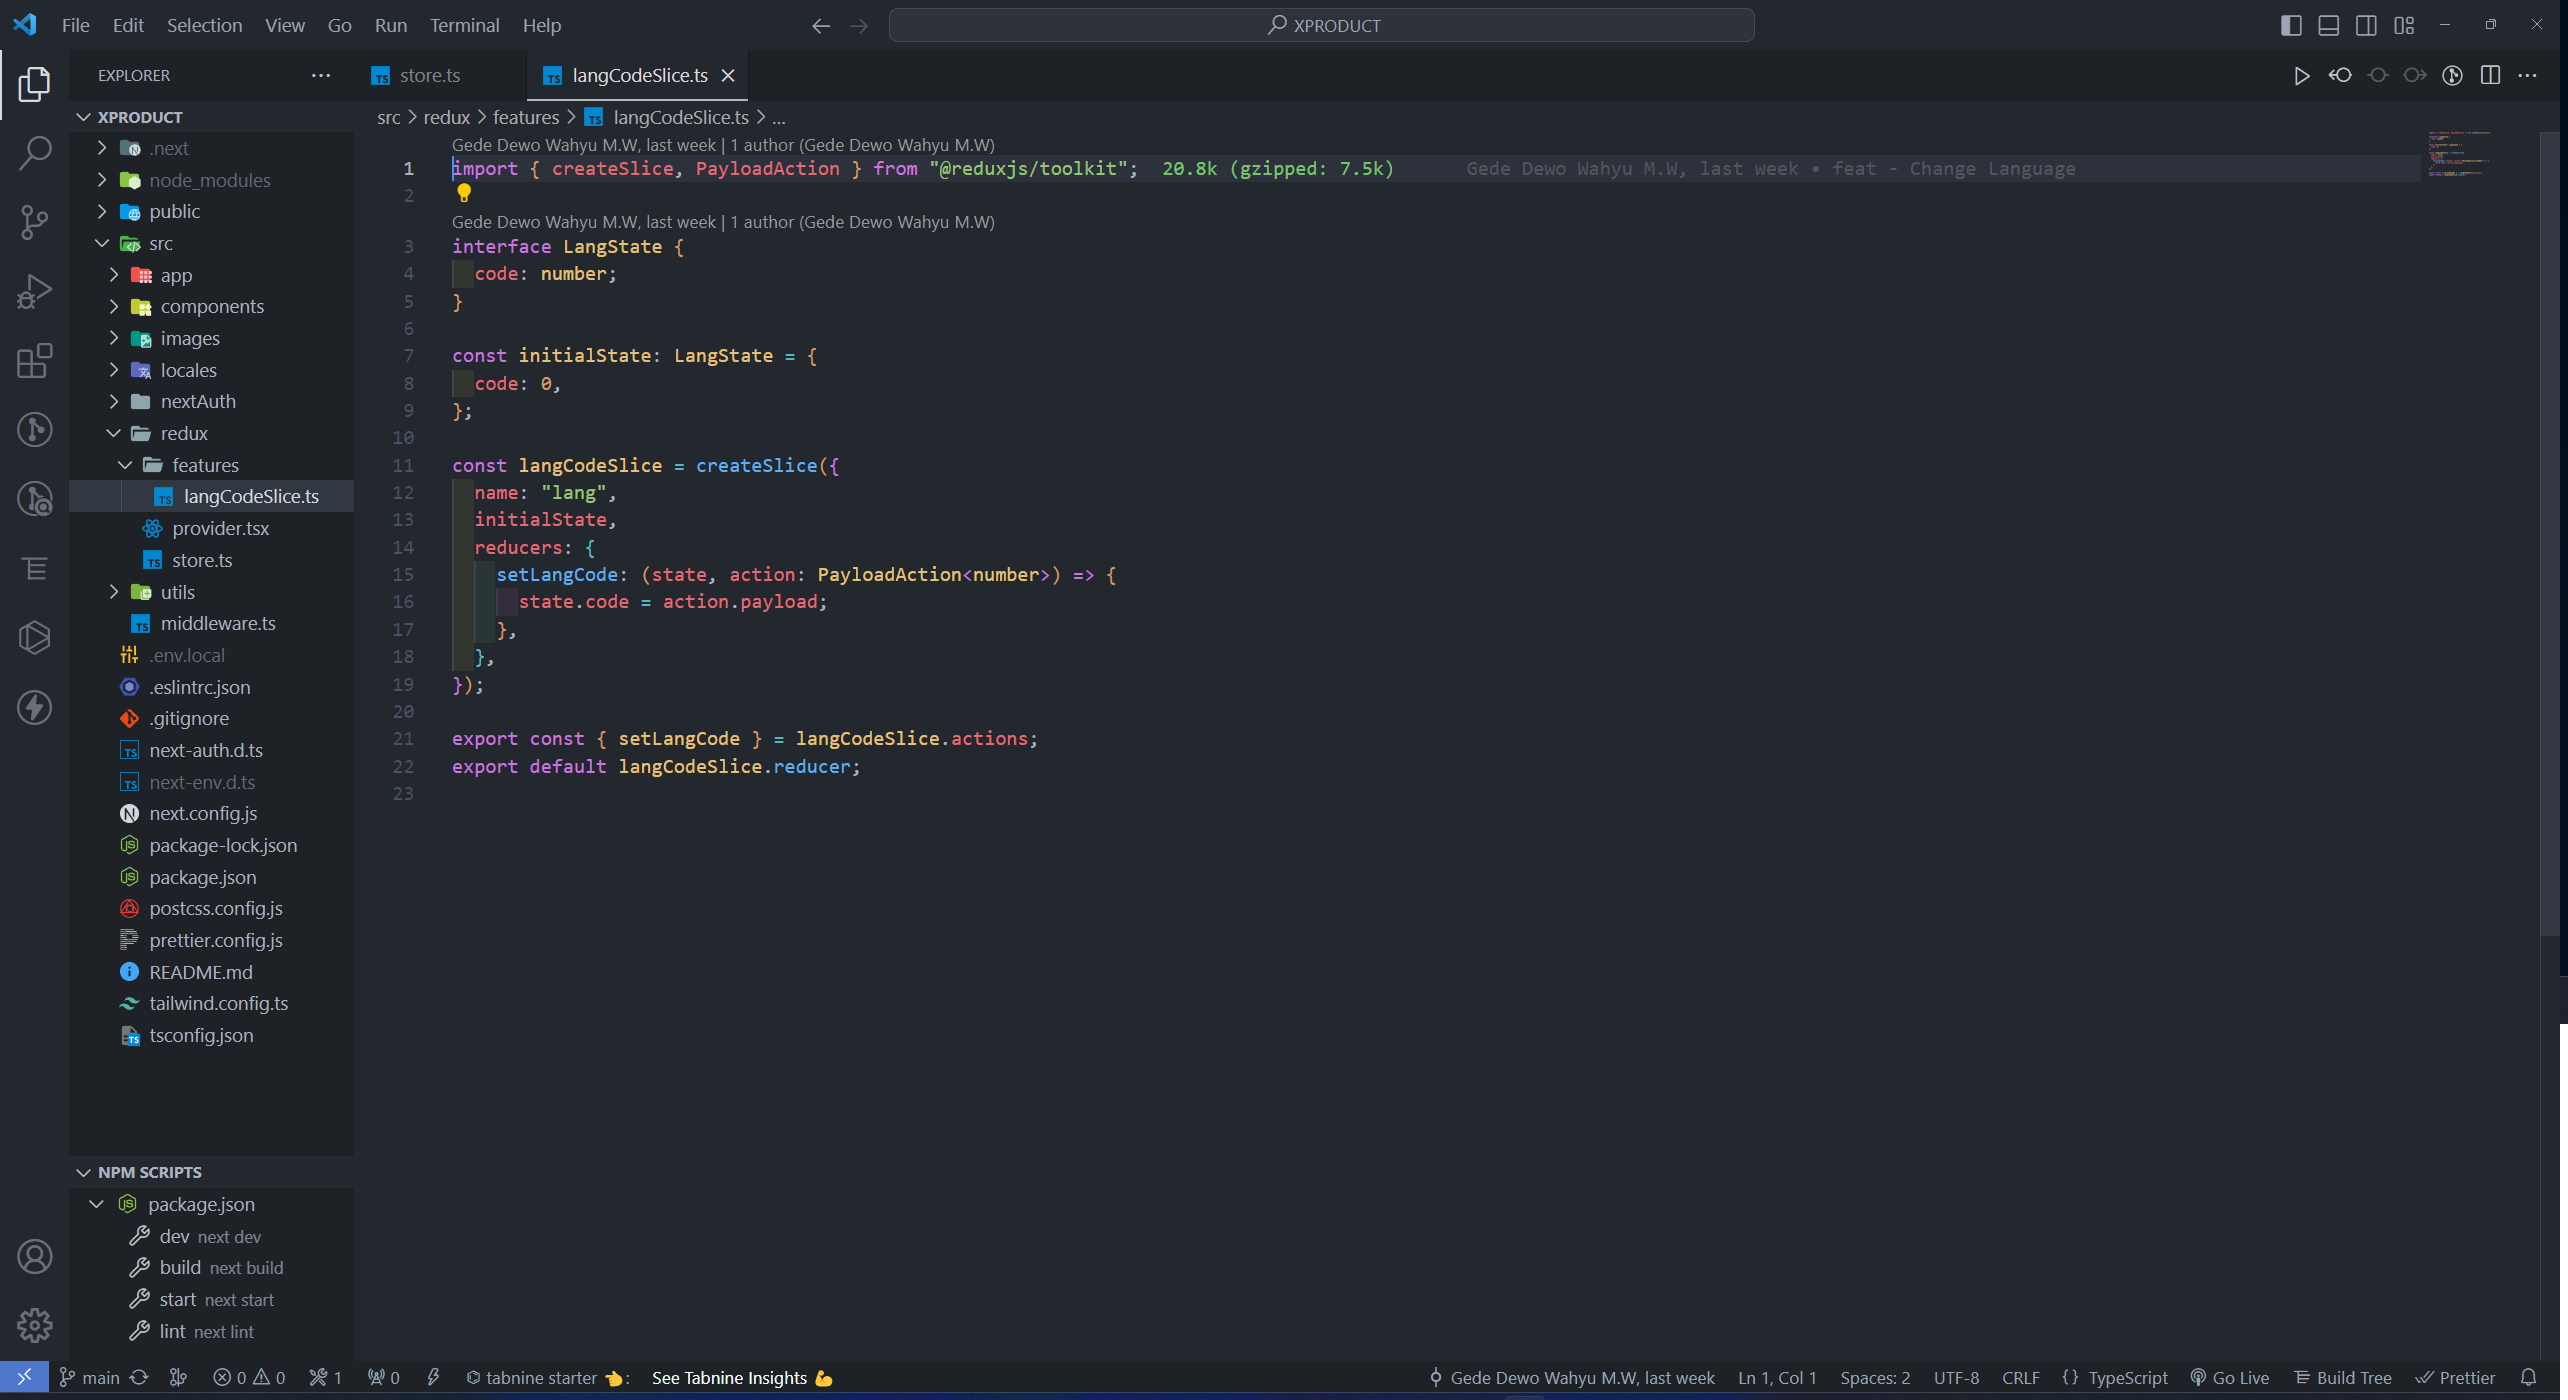 File Edit Selection View Go Run Terminal Help
XPRODUCT
EXPLORER
store.ts
langCodeSlice.ts
XPRODUCT
.next
node_modules
public
src
app
components
images
locales
nextAuth
redux
features
langCodeSlice.ts
provider.tsx
store.ts
utils
middleware.ts
.env.local
.eslintrc.json
.gitignore
next-auth.d.ts
next-env.d.ts
next.config.js
package-lock.json
package.json
postcss.config.js
prettier.config.js
README.md
tailwind.config.ts
tsconfig.json
NPM SCRIPTS
package.json
dev next dev
build next build
start next start
lint next lint
src > redux > features > langCodeSlice.ts > ...
Gede Dewo Wahyu M.W, last week | 1 author (Gede Dewo Wahyu M.W)
1 import { createSlice, PayloadAction } from "@reduxjs/toolkit"; 20.8k (gzipped: 7.5k) Gede Dewo Wahyu M.W, last week • feat - Change Language
2
Gede Dewo Wahyu M.W, last week | 1 author (Gede Dewo Wahyu M.W)
3 interface LangState {
4 code: number;
5 }
6
7 const initialState: LangState = {
8 code: 0,
9 };
10
11 const langCodeSlice = createSlice({
12 name: "lang",
13 initialState,
14 reducers: {
15 setLangCode: (state, action: PayloadAction<number>) => {
16 state.code = action.payload;
17 },
18 },
19 });
20
21 export const { setLangCode } = langCodeSlice.actions;
22 export default langCodeSlice.reducer;
23
main 0 0 1 0 tabnine starter 👈 : See Tabnine Insights 💪 Gede Dewo Wahyu M.W, last week Ln 1, Col 1 Spaces: 2 UTF-8 CRLF {} TypeScript Go Live Build Tree Prettier